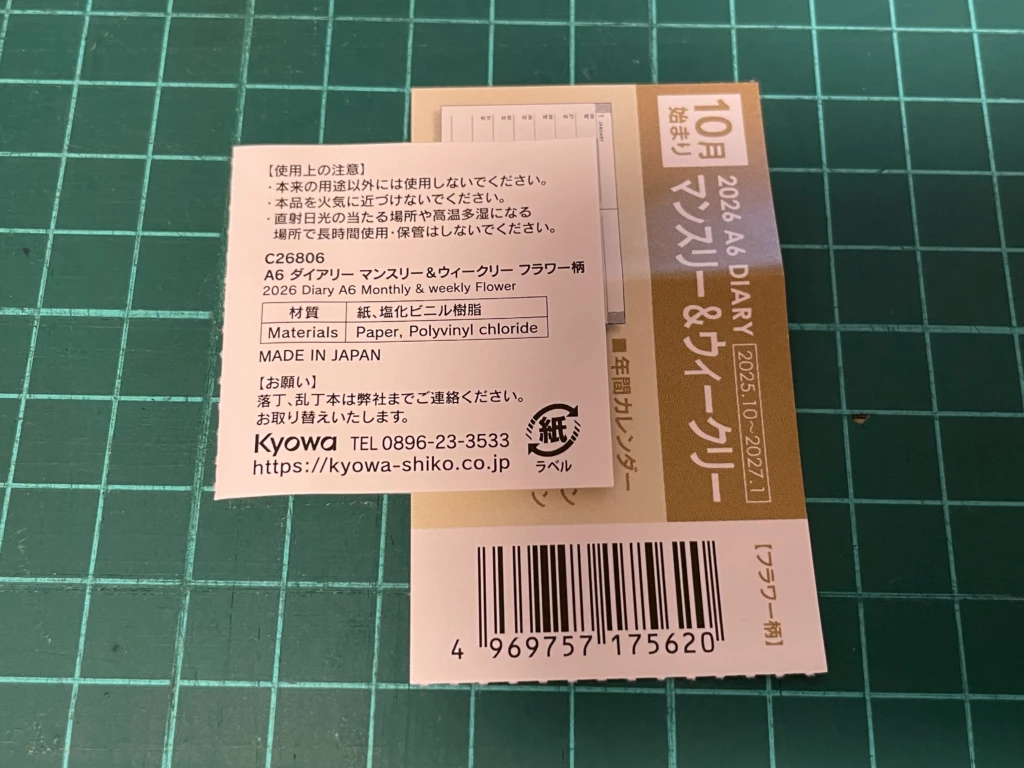 【使用上の注意】
・本来の用途以外には使用しないでください。
・本品を火気に近づけないでください。
・直射日光の当たる場所や高温多湿になる
場所で長時間使用・保管はしないでください。
C26806
A6 ダイアリー マンスリー＆ウィークリー フラワー柄
2026 Diary A6 Monthly & weekly Flower
材質 紙、塩化ビニル樹脂
Materials Paper, Polyvinyl chloride
MADE IN JAPAN
【お願い】
落丁、乱丁本は弊社までご連絡ください。
お取り替えいたします。
Kyowa TEL 0896-23-3533
https://kyowa-shiko.co.jp
紙
ラベル
10月
始まり
2026 A6 DIARY 2025.10～2027.1
マンスリー&ウィークリー
■年間カレンダー
ン
ン
【フラワー柄】
4 969757 175620